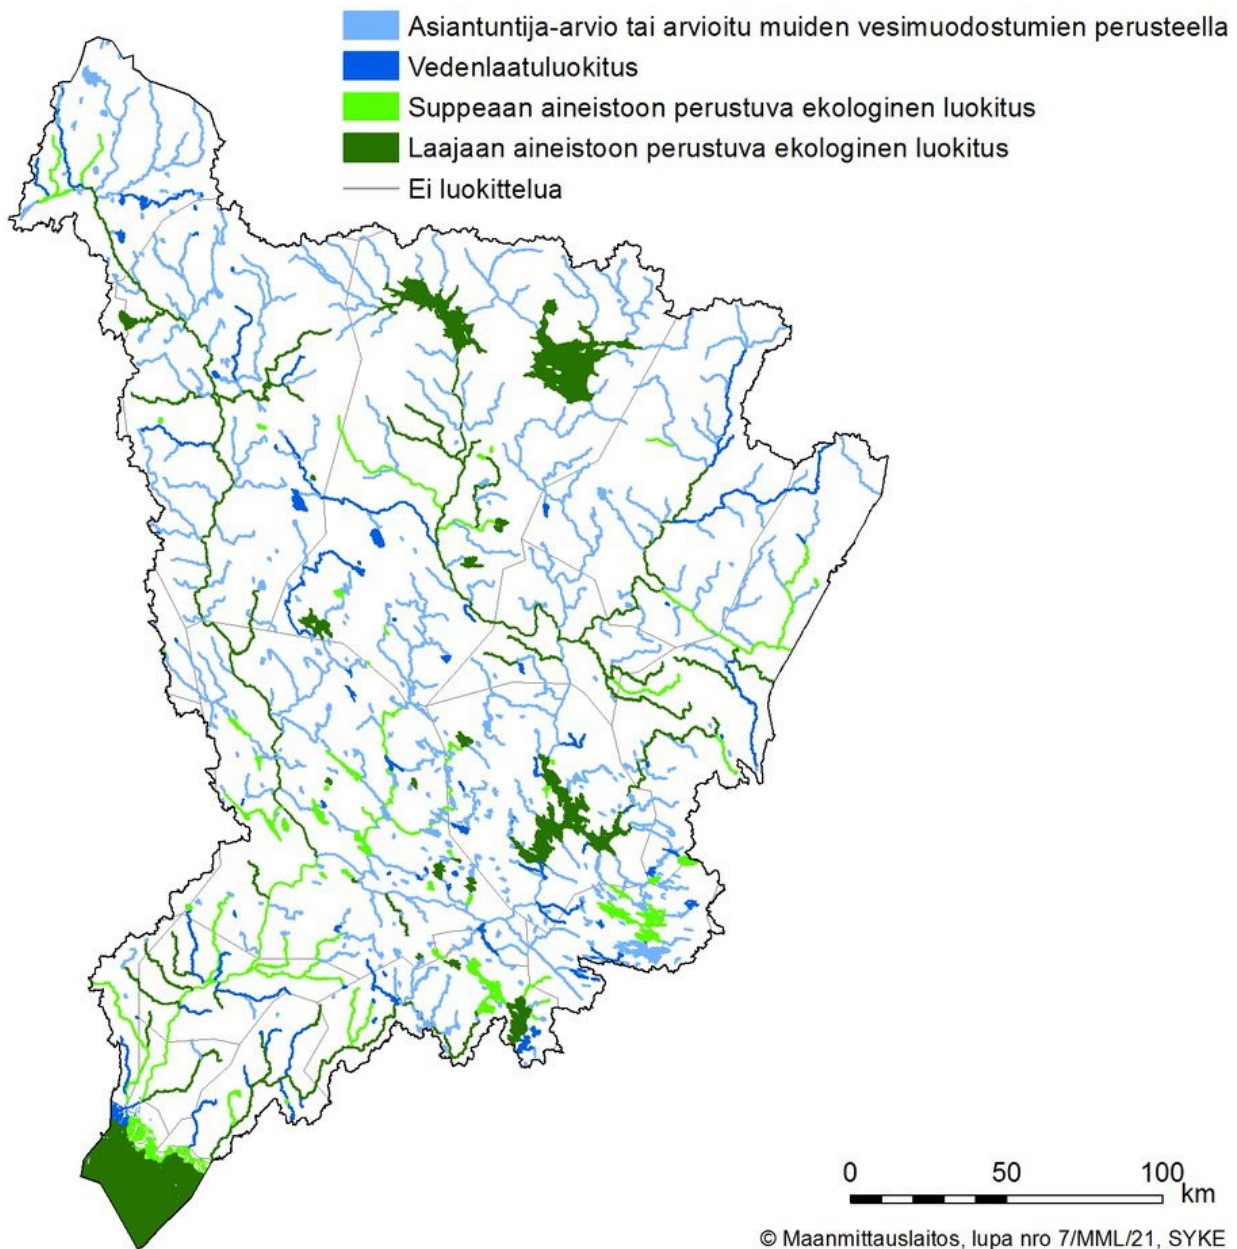 Asiantuntija-arvio tai arvioitu muiden vesimuodostumien perusteella
Vedenlaatuluokitus
Suppeaan aineistoon perustuva ekologinen luokitus
Laajaan aineistoon perustuva ekologinen luokitus
Ei luokittelua
0 50 100
km
© Maanmittauslaitos, lupa nro 7/MML/21, SYKE